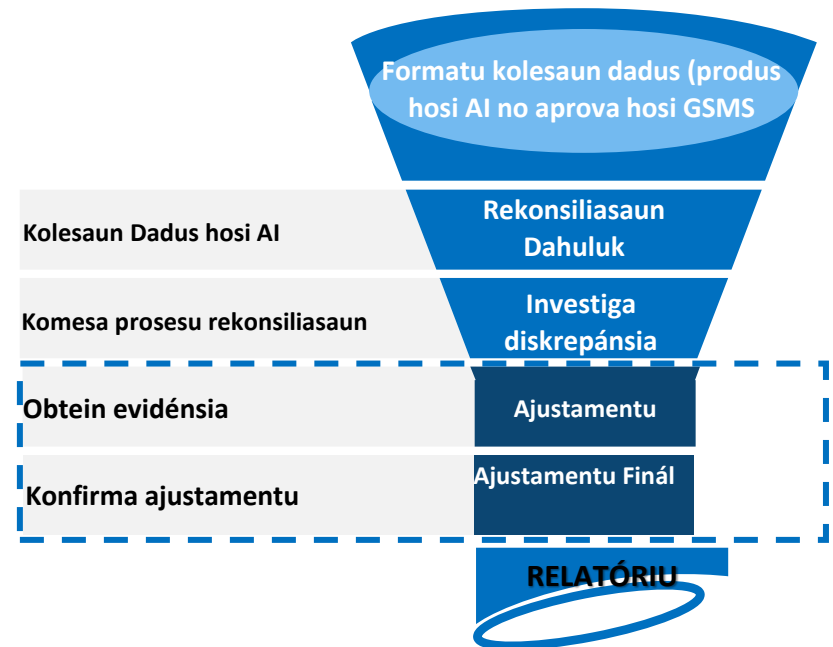 Formatu kolesaun dadus (produs
hosi AI no aprova hosi GSMS
Kolesaun Dadus hosi AI
Rekonsiliasaun
Dahuluk
Komesa prosesu rekonsiliasaun
Investiga
diskrepánsia
Obtein evidénsia
Ajustamentu
Konfirma ajustamentu
Ajustamentu Finál
RELATÓRIU